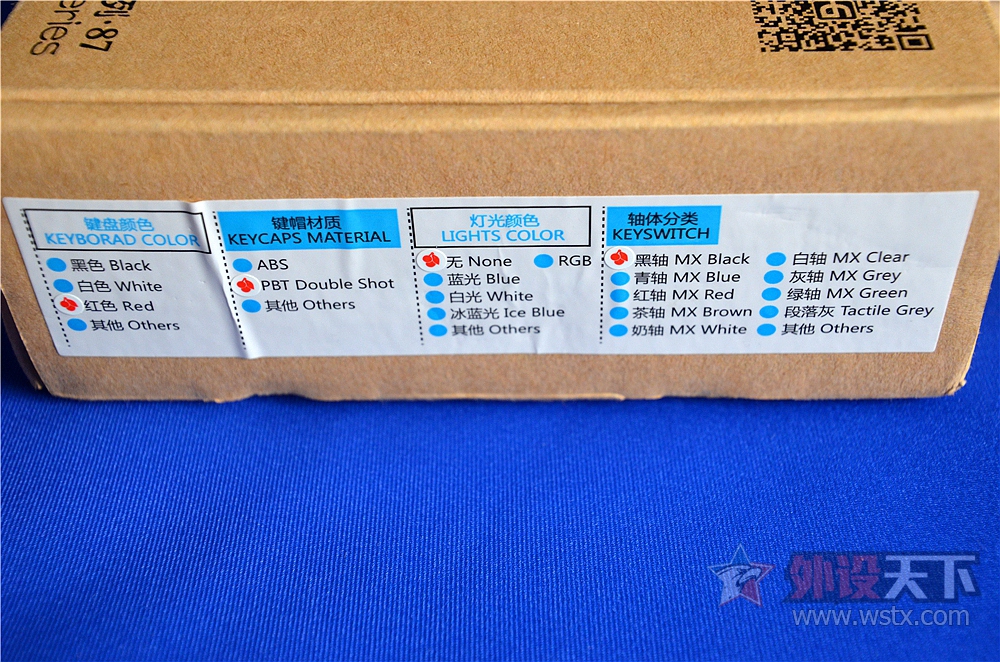 列·87
eries
键盘颜色
KEYBORAD COLOR
黑色 Black
白色 White
红色 Red
其他 Others
键帽材质
KEYCAPS MATERIAL
ABS
PBT Double Shot
其他 Others
灯光颜色
LIGHTS COLOR
无 None
RGB
蓝光 Blue
白光 White
冰蓝光 Ice Blue
其他 Others
轴体分类
KEYSWITCH
黑轴 MX Black
青轴 MX Blue
红轴 MX Red
茶轴 MX Brown
奶轴 MX White
白轴 MX Clear
灰轴 MX Grey
绿轴 MX Green
段落灰 Tactile Grey
其他 Others
外设天下
www.wstx.com